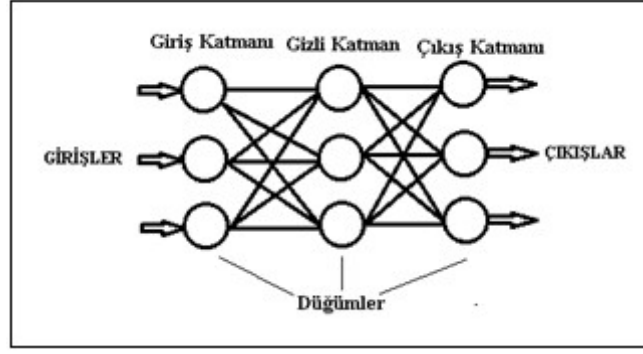 Giriş Katmanı Gizli Katman Çıkış Katmanı
GİRİŞLER
ÇIKIŞLAR
Düğümler